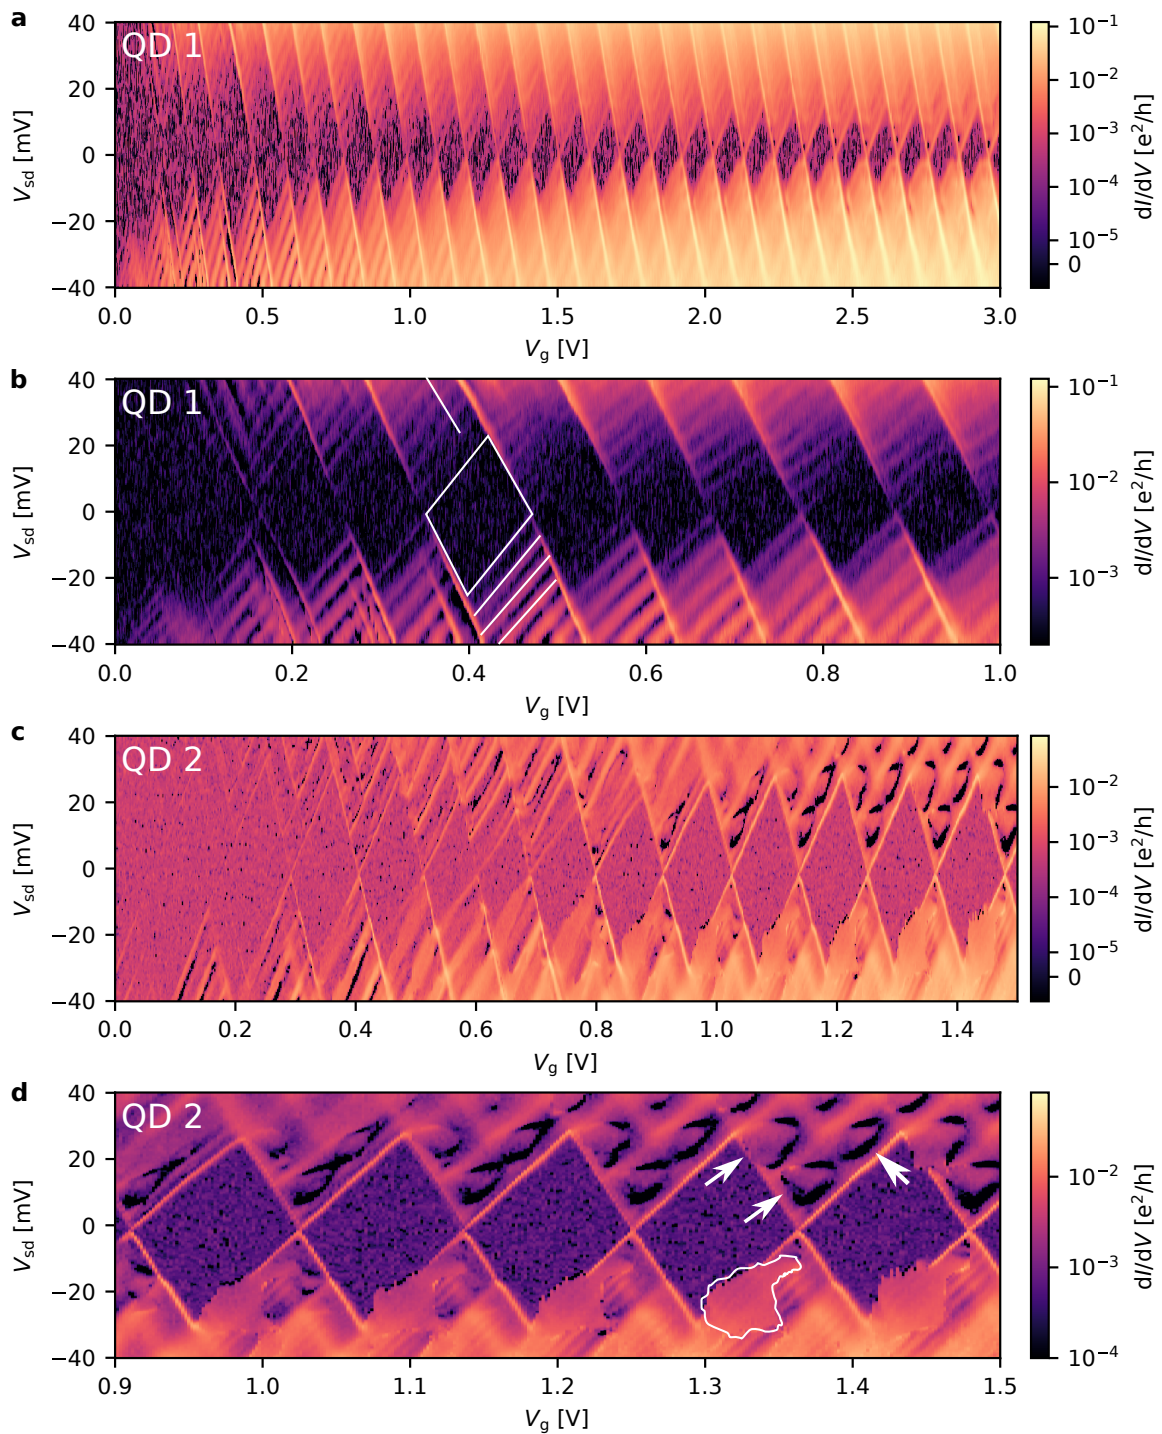 a
QD 1
40
20
0
−20
−40
V_sd [mV]
0.0 0.5 1.0 1.5 2.0 2.5 3.0
V_g [V]
10⁻¹
10⁻²
10⁻³
10⁻⁴
10⁻⁵
0
dI/dV [e²/h]
b
QD 1
40
20
0
−20
−40
V_sd [mV]
0.0 0.2 0.4 0.6 0.8 1.0
V_g [V]
10⁻¹
10⁻²
10⁻³
dI/dV [e²/h]
c
QD 2
40
20
0
−20
−40
V_sd [mV]
0.0 0.2 0.4 0.6 0.8 1.0 1.2 1.4
V_g [V]
10⁻²
10⁻³
10⁻⁴
10⁻⁵
0
dI/dV [e²/h]
d
QD 2
40
20
0
−20
−40
V_sd [mV]
0.9 1.0 1.1 1.2 1.3 1.4 1.5
V_g [V]
10⁻²
10⁻³
10⁻⁴
dI/dV [e²/h]